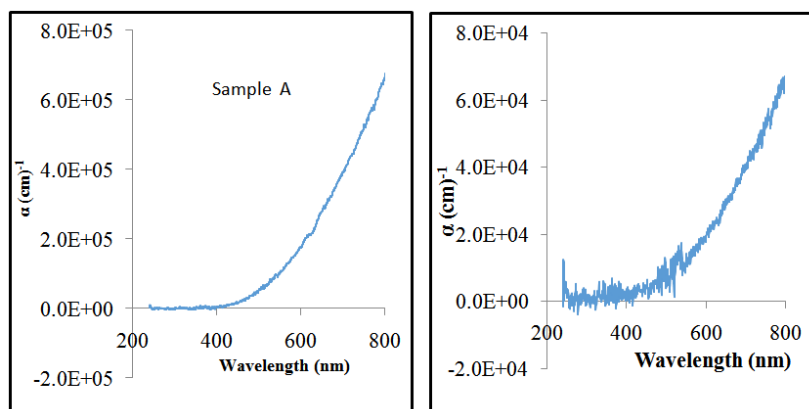 8.0E+05
6.0E+05
4.0E+05
2.0E+05
0.0E+00
-2.0E+05
α (cm)-1
Sample A
200 400 600 800
Wavelength (nm)
8.0E+04
6.0E+04
4.0E+04
2.0E+04
0.0E+00
-2.0E+04
α (cm)-1
200 400 600 800
Wavelength (nm)